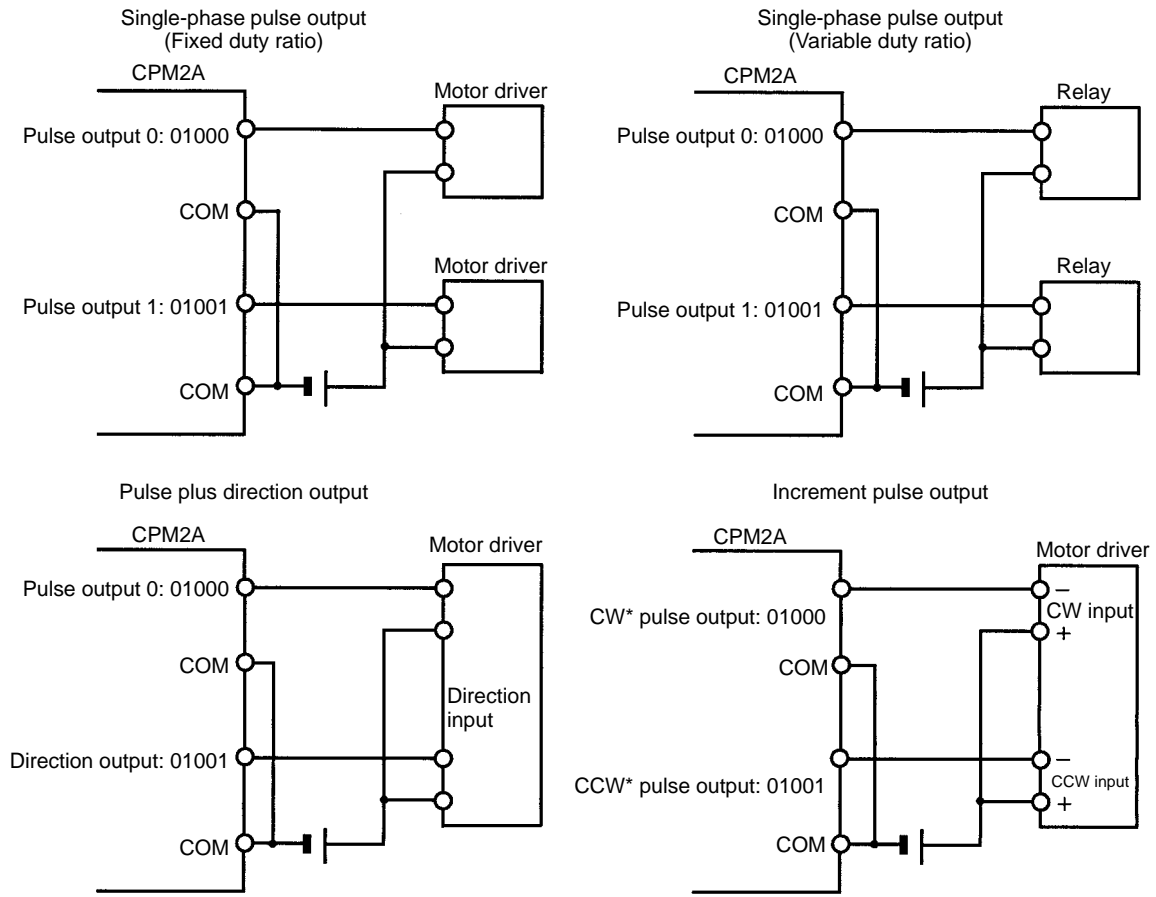 Single-phase pulse output
(Fixed duty ratio)
CPM2A
Motor driver
Pulse output 0: 01000
COM
Motor driver
Pulse output 1: 01001
COM
Single-phase pulse output
(Variable duty ratio)
CPM2A
Relay
Pulse output 0: 01000
COM
Relay
Pulse output 1: 01001
COM
Pulse plus direction output
CPM2A
Motor driver
Pulse output 0: 01000
COM
Direction
input
Direction output: 01001
COM
Increment pulse output
CPM2A
Motor driver
–
CW* pulse output: 01000
CW input
+
COM
–
CCW* pulse output: 01001
CCW input
+
COM